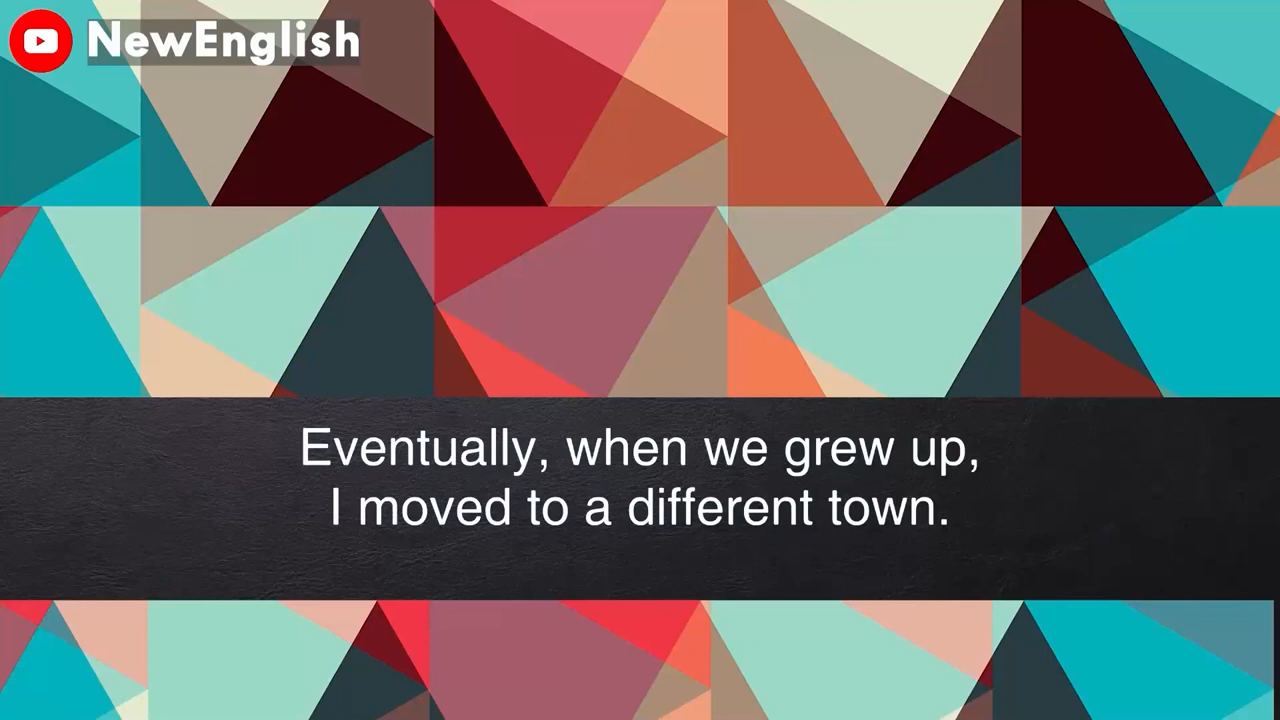 NewEnglish
Eventually, when we grew up,
I moved to a different town.